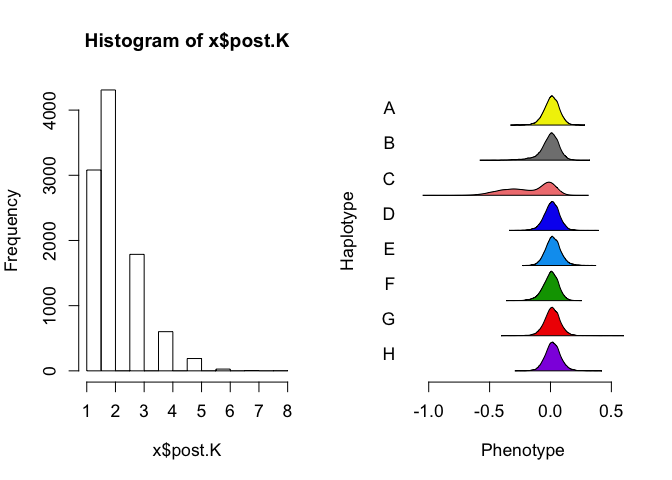 Histogram of x$post.K
Frequency
0
1000
2000
3000
4000
1 2 3 4 5 6 7 8
x$post.K
Haplotype
A
B
C
D
E
F
G
H
-1.0 -0.5 0.0 0.5
Phenotype